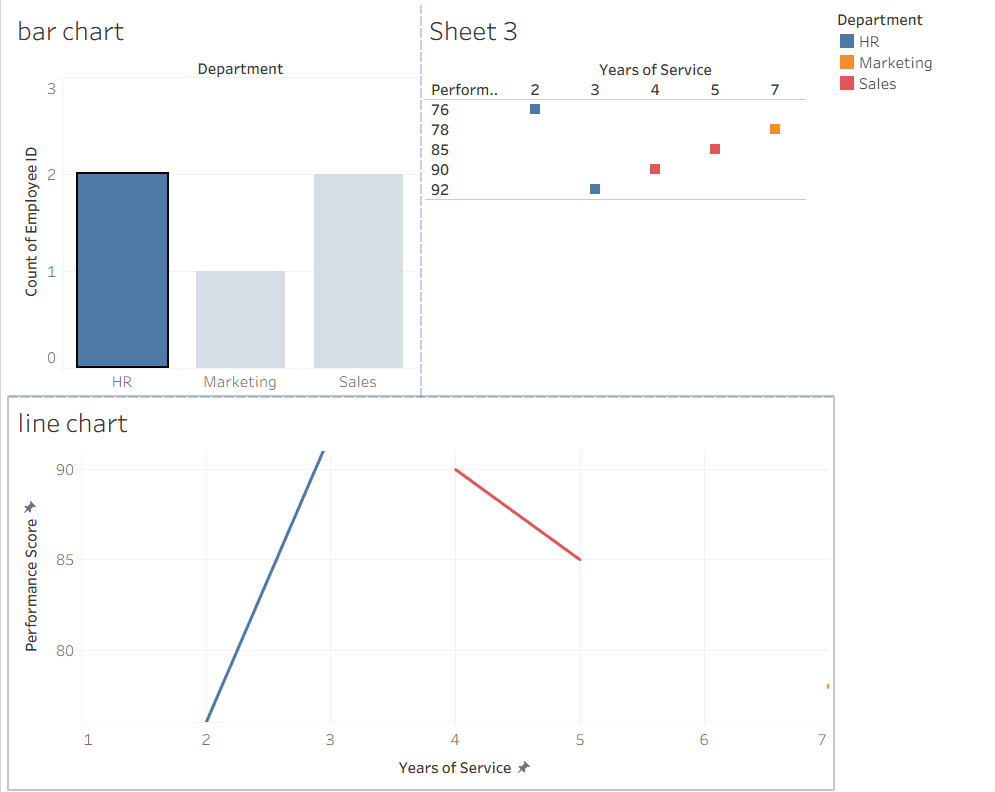 bar chart
Department
3
2
1
0
Count of Employee ID
HR
Marketing
Sales
Sheet 3
Years of Service
Perform.. 2 3 4 5 7
76
78
85
90
92
Department
HR
Marketing
Sales
line chart
90
85
80
Performance Score
1 2 3 4 5 6 7
Years of Service